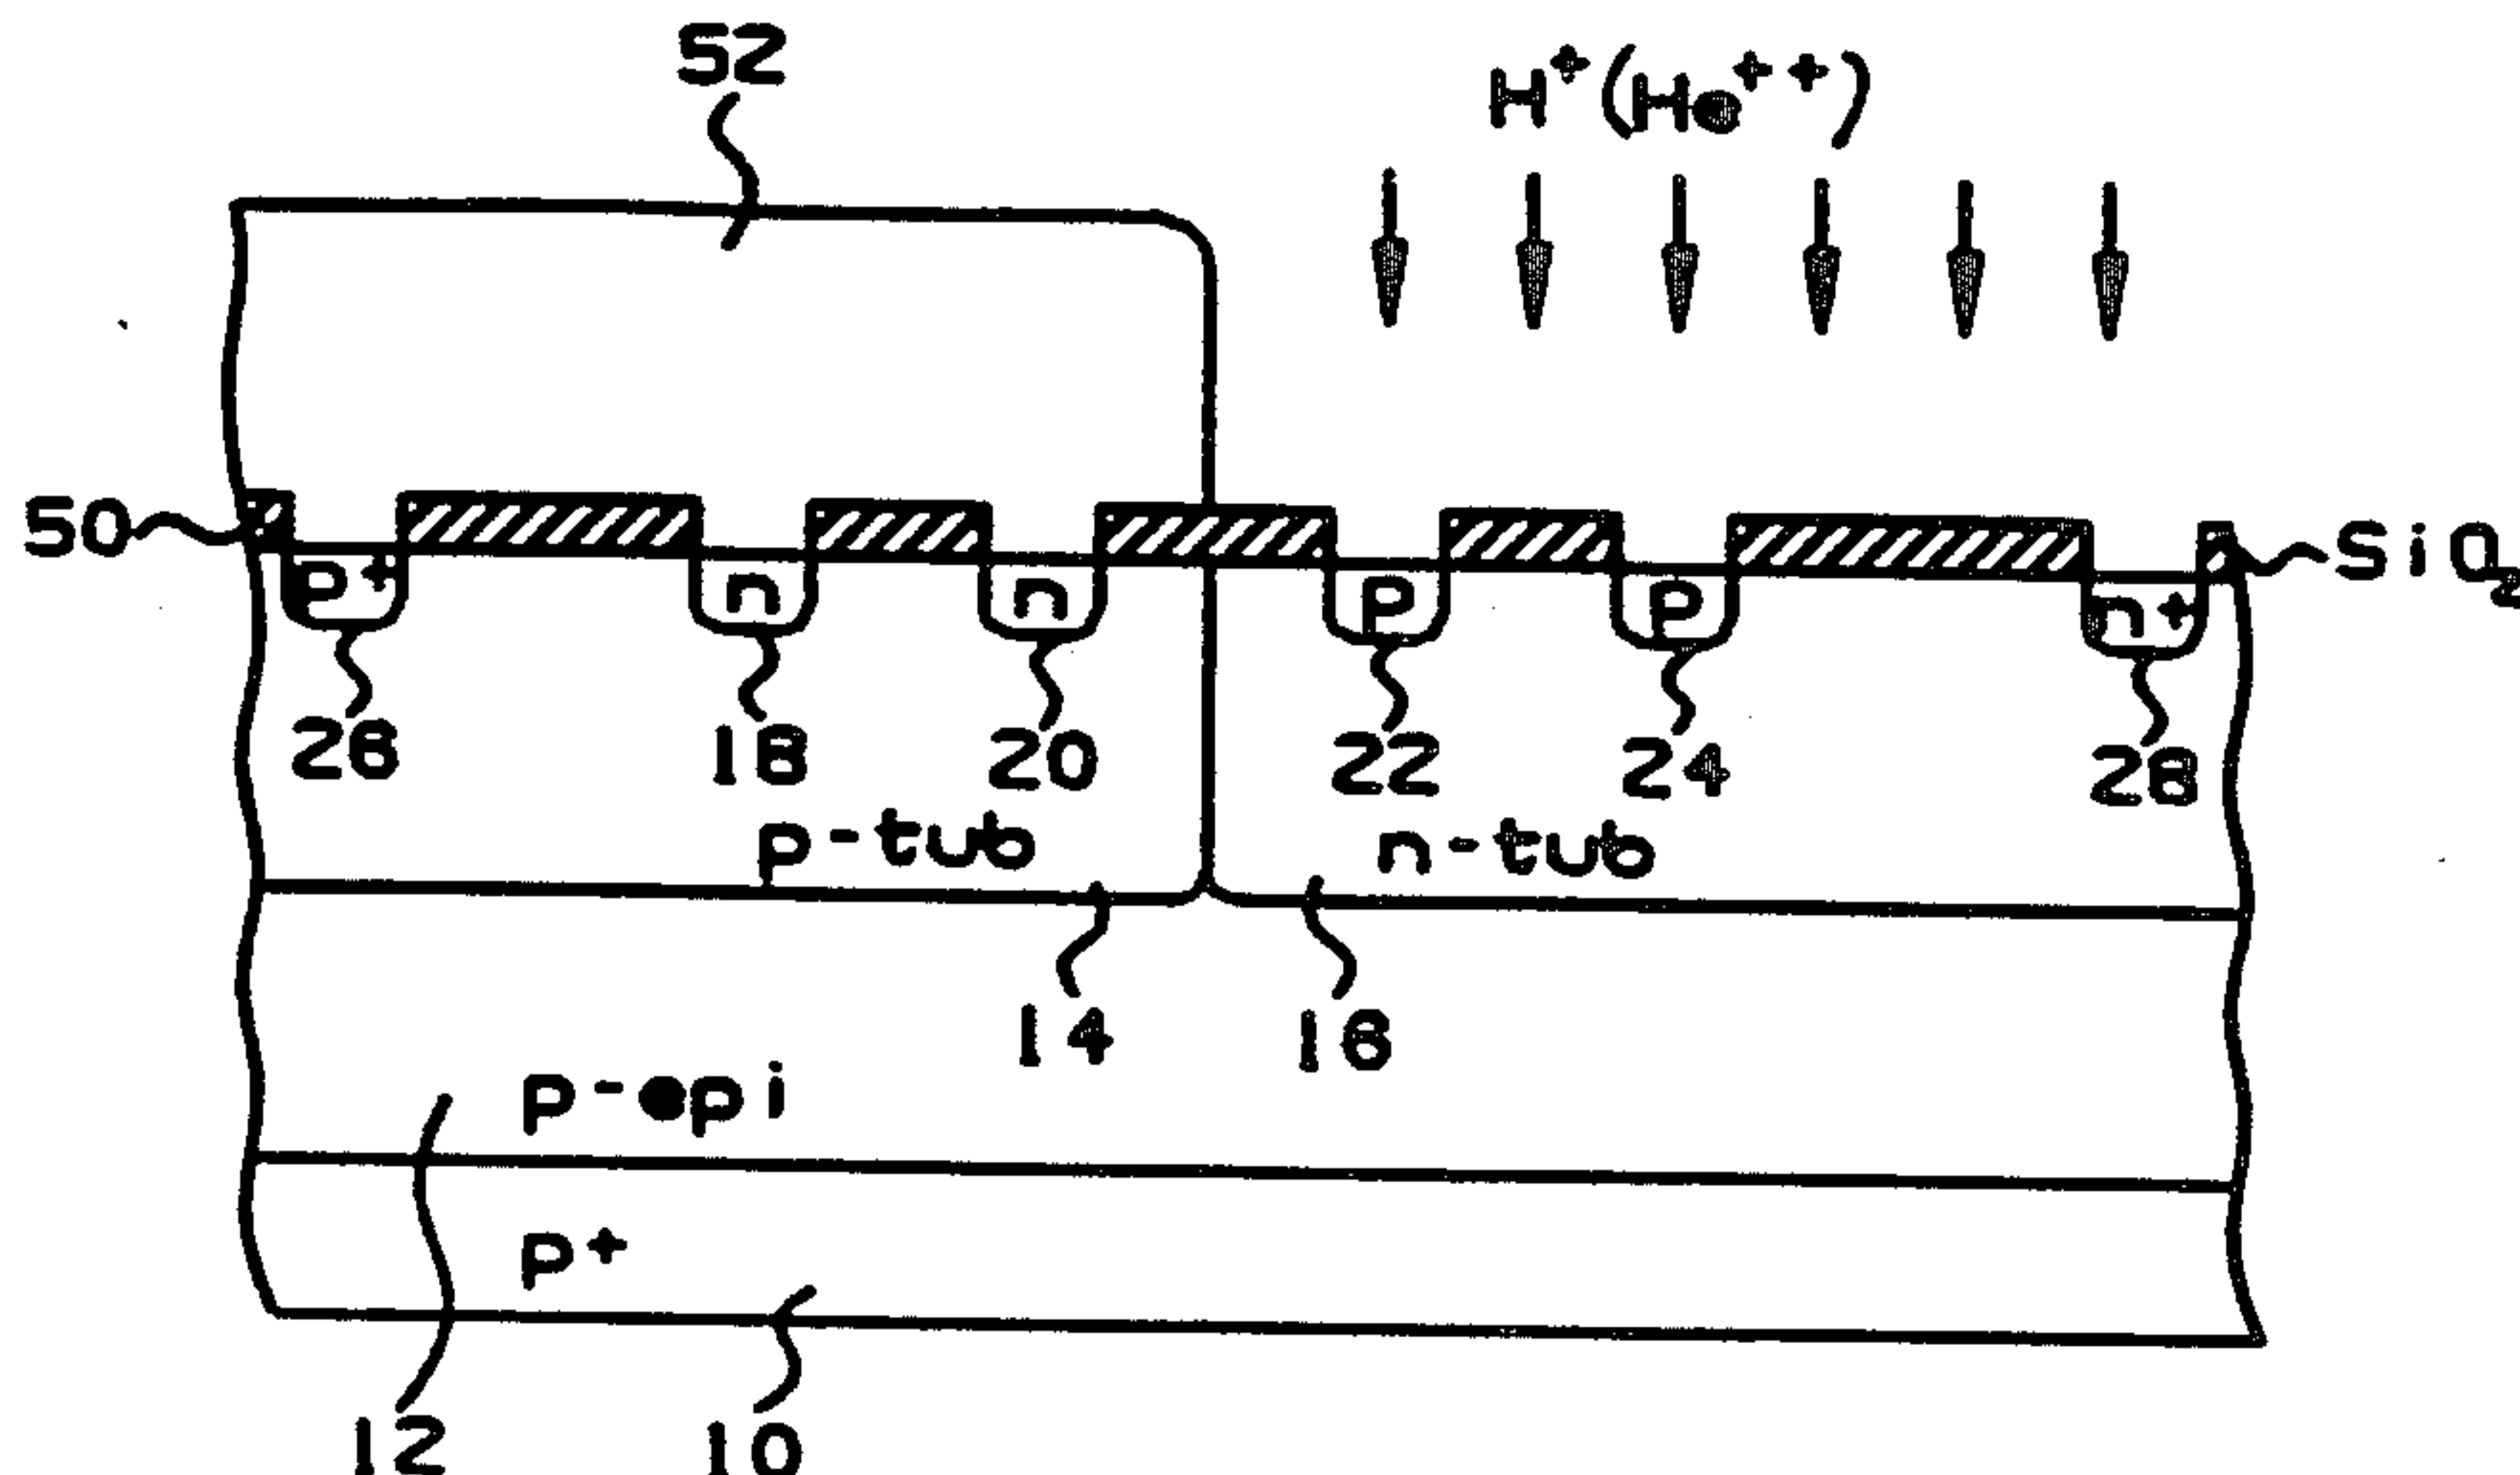 52
H⁺(He⁺⁺)
50
SiO₂
p⁺ n n p p n⁺
26 18 20 22 24 28
p-tub n-tub
14 16
p-epi
p⁺
12 10